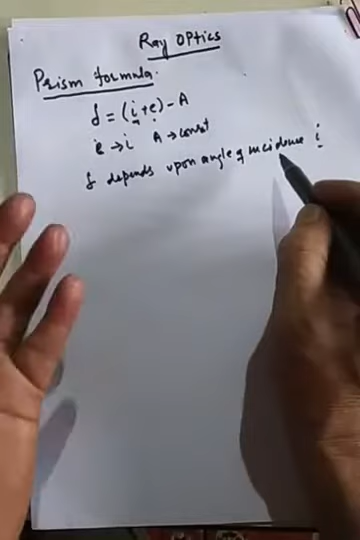 Ray Optics
Prism formula.
δ = (i + e) - A
e → i A → const
δ depends upon angle of incidence i